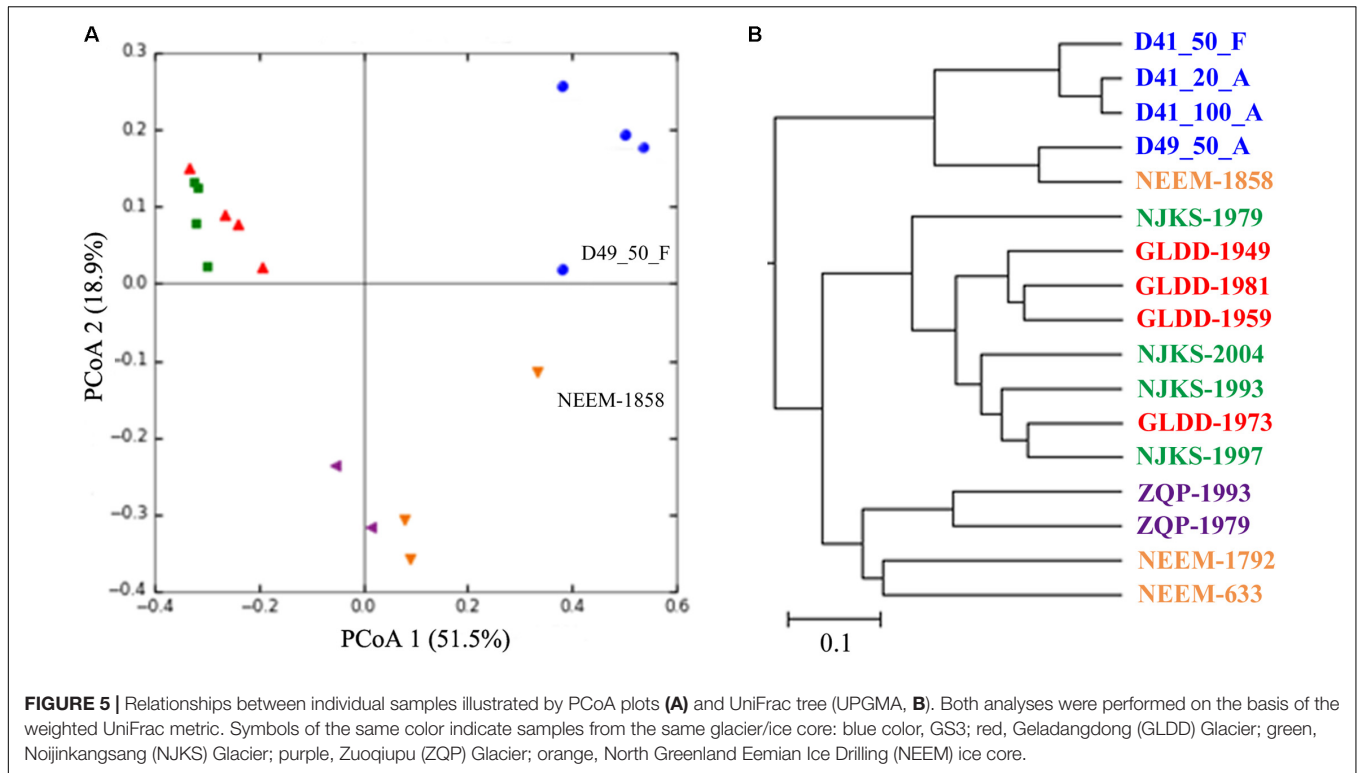 A
B
0.3
0.2
0.1
0.0
−0.1
−0.2
−0.3
−0.4
−0.4
−0.2
0.0
0.2
0.4
0.6
PCoA 2 (18.9%)
PCoA 1 (51.5%)
D49_50_F
NEEM-1858
D41_50_F
D41_20_A
D41_100_A
D49_50_A
NEEM-1858
NJKS-1979
GLDD-1949
GLDD-1981
GLDD-1959
NJKS-2004
NJKS-1993
GLDD-1973
NJKS-1997
ZQP-1993
ZQP-1979
NEEM-1792
NEEM-633
0.1
FIGURE 5 | Relationships between individual samples illustrated by PCoA plots (A) and UniFrac tree (UPGMA, B). Both analyses were performed on the basis of the
weighted UniFrac metric. Symbols of the same color indicate samples from the same glacier/ice core: blue color, GS3; red, Geladangdong (GLDD) Glacier; green,
Noijinkangsang (NJKS) Glacier; purple, Zuoqiupu (ZQP) Glacier; orange, North Greenland Eemian Ice Drilling (NEEM) ice core.